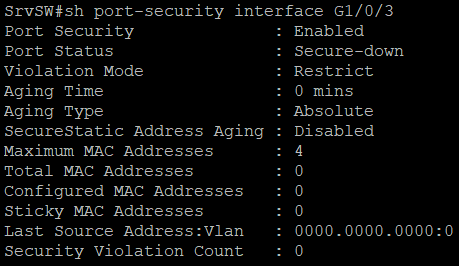 SrvSW#sh port-security interface G1/0/3
Port Security              : Enabled
Port Status                : Secure-down
Violation Mode             : Restrict
Aging Time                 : 0 mins
Aging Type                 : Absolute
SecureStatic Address Aging : Disabled
Maximum MAC Addresses      : 4
Total MAC Addresses        : 0
Configured MAC Addresses   : 0
Sticky MAC Addresses       : 0
Last Source Address:Vlan   : 0000.0000.0000:0
Security Violation Count   : 0